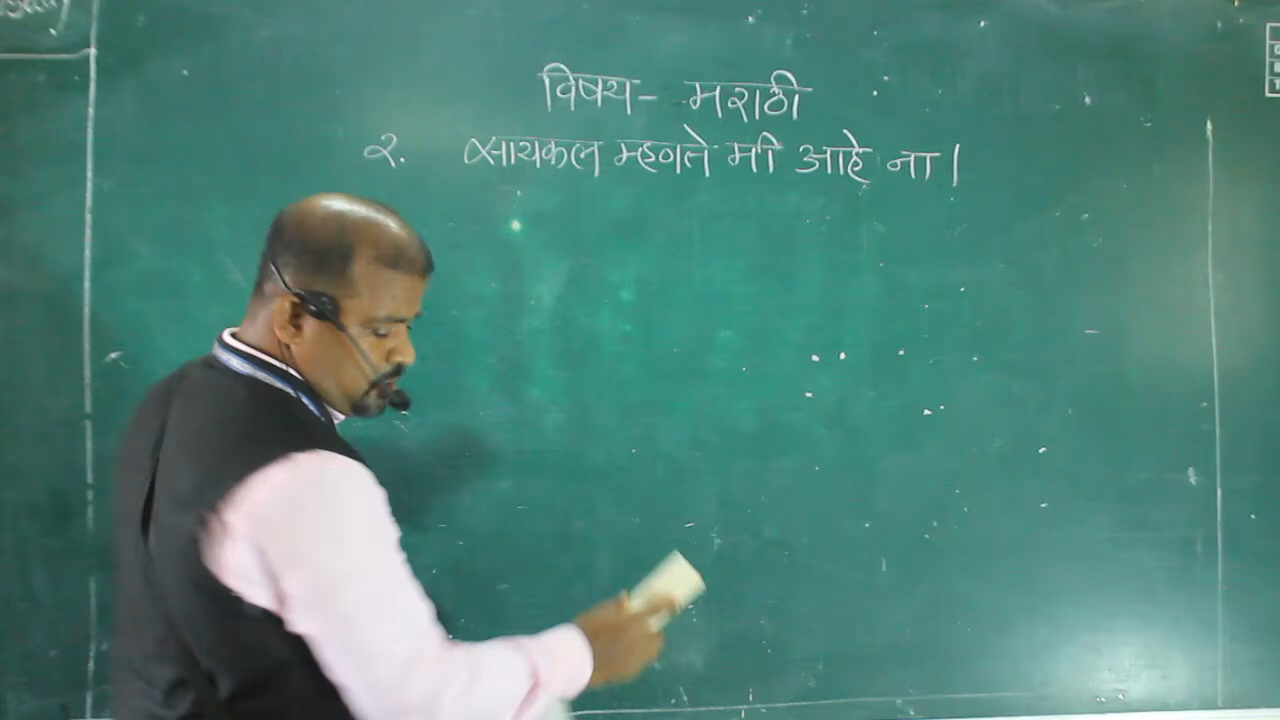 विषय- मराठी
२. सायकल म्हणते मी आहे ना।